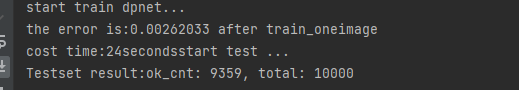 start train dpnet...
the error is:0.00262033 after train_oneimage
cost time:24secondsstart test ...
Testset result:ok_cnt: 9359, total: 10000